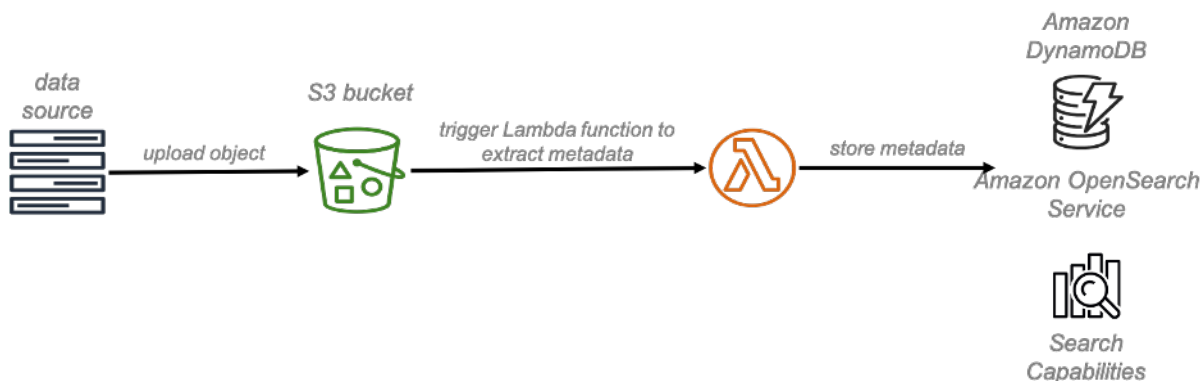 data
source
upload object
S3 bucket
trigger Lambda function to
extract metadata
store metadata
Amazon
DynamoDB
Amazon OpenSearch
Service
Search
Capabilities